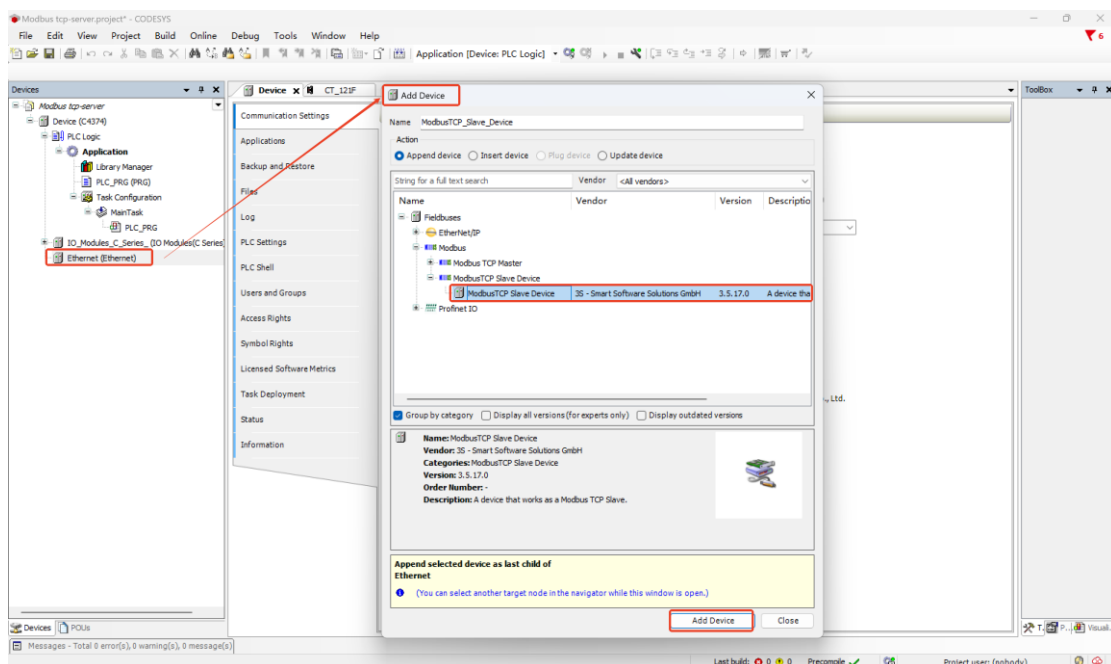 Modbus tcp-server.project* - CODESYS
File Edit View Project Build Online Debug Tools Window Help
6
Application [Device: PLC Logic]
Devices
Modbus tcp-server
Device (C4374)
PLC Logic
Application
Library Manager
PLC_PRG (PRG)
Task Configuration
MainTask
PLC_PRG
IO_Modules_C_Series_ (IO Modules(C Series)
Ethernet (Ethernet)
Devices POUs
Device CT_121F
Communication Settings
Applications
Backup and Restore
Files
Log
PLC Settings
PLC Shell
Users and Groups
Access Rights
Symbol Rights
Licensed Software Metrics
Task Deployment
Status
Information
., Ltd.
Add Device
Name ModbusTCP_Slave_Device
Action
Append device Insert device Plug device Update device
String for a full text search Vendor <All vendors>
Name Vendor Version Descriptio
Fieldbuses
EtherNet/IP
Modbus
Modbus TCP Master
ModbusTCP Slave Device
ModbusTCP Slave Device 3S - Smart Software Solutions GmbH 3.5.17.0 A device tha
Profinet IO
Group by category Display all versions (for experts only) Display outdated versions
Name: ModbusTCP Slave Device
Vendor: 3S - Smart Software Solutions GmbH
Categories: ModbusTCP Slave Device
Version: 3.5.17.0
Order Number: -
Description: A device that works as a Modbus TCP Slave.
Append selected device as last child of
Ethernet
(You can select another target node in the navigator while this window is open.)
Add Device Close
ToolBox
T. P... Visuali.
Messages - Total 0 error(s), 0 warning(s), 0 message(s)
Last build: 0 0 Precompile Project user: (nobody)